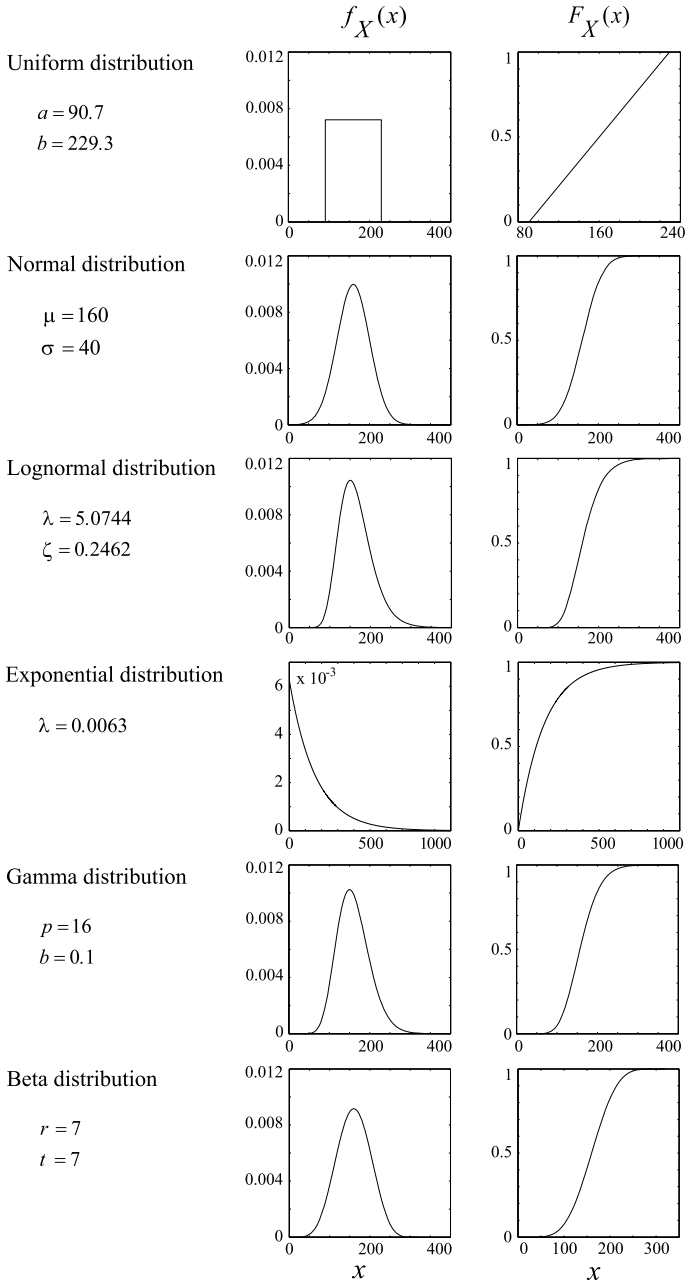 f_X(x) F_X(x)
Uniform distribution
a = 90.7
b = 229.3
0.012
0.008
0.004
0
0 200 400
1
0.5
0
80 160 240
Normal distribution
μ = 160
σ = 40
0.012
0.008
0.004
0
0 200 400
1
0.5
0
0 200 400
Lognormal distribution
λ = 5.0744
ζ = 0.2462
0.012
0.008
0.004
0
0 200 400
1
0.5
0
0 200 400
Exponential distribution
λ = 0.0063
x 10^-3
6
4
2
0
0 500 1000
1
0.5
0
0 500 1000
Gamma distribution
p = 16
b = 0.1
0.012
0.008
0.004
0
0 200 400
1
0.5
0
0 200 400
Beta distribution
r = 7
t = 7
0.012
0.008
0.004
0
0 200 400
1
0.5
0
0 100 200 300
x x